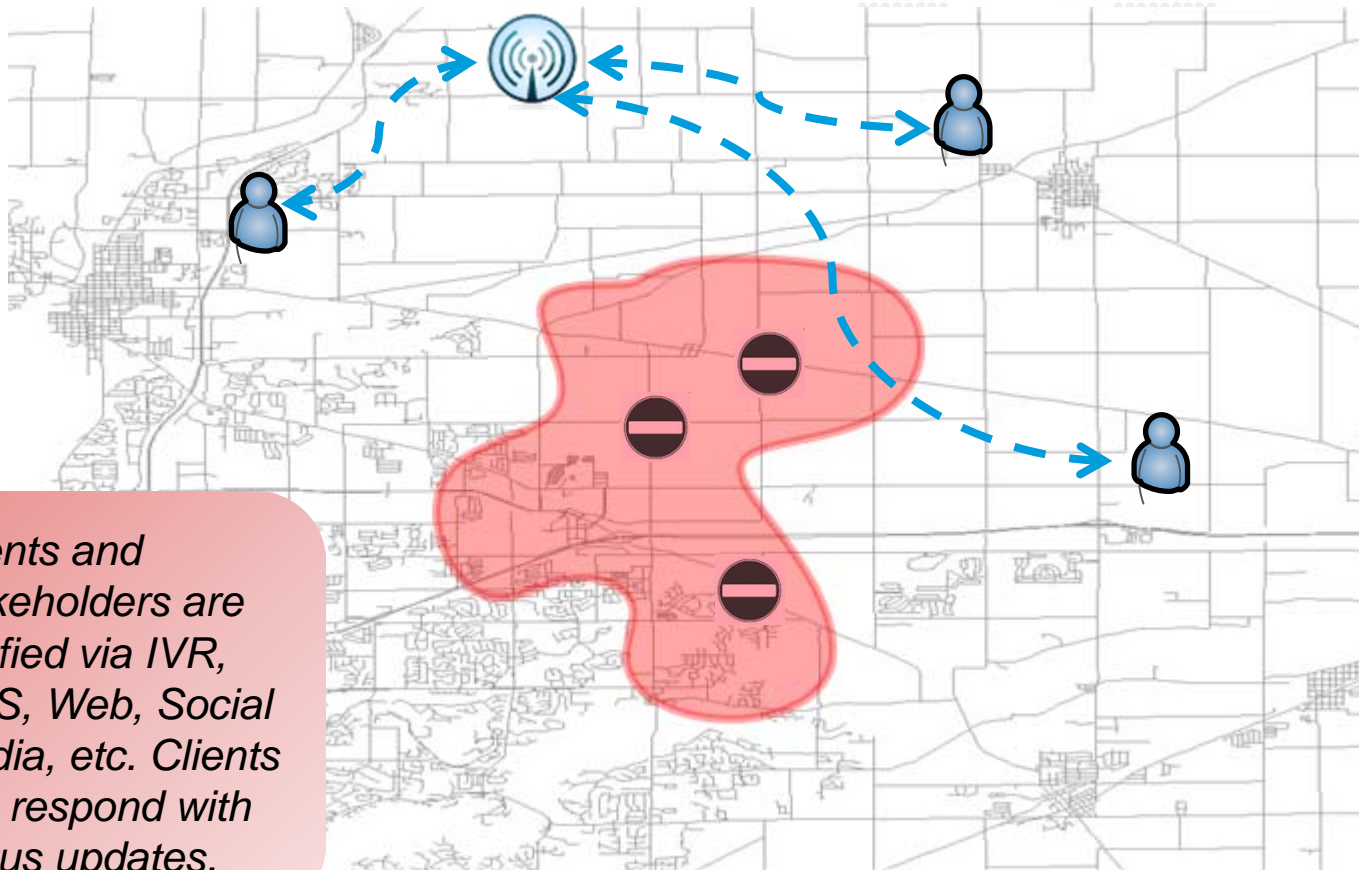 ents and
keholders are
fied via IVR,
S, Web, Social
dia, etc. Clients
respond with
us updates.